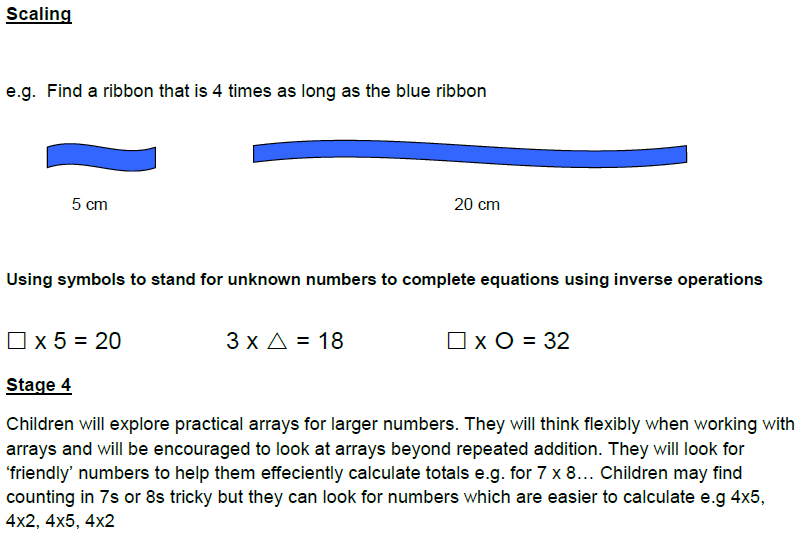 Scaling
e.g.  Find a ribbon that is 4 times as long as the blue ribbon
5 cm    20 cm
Using symbols to stand for unknown numbers to complete equations using inverse operations
□ x 5 = 20    3 x △ = 18    □ x ○ = 32
Stage 4
Children will explore practical arrays for larger numbers. They will think flexibly when working with
arrays and will be encouraged to look at arrays beyond repeated addition. They will look for
‘friendly’ numbers to help them effeciently calculate totals e.g. for 7 x 8… Children may find
counting in 7s or 8s tricky but they can look for numbers which are easier to calculate e.g 4x5,
4x2, 4x5, 4x2